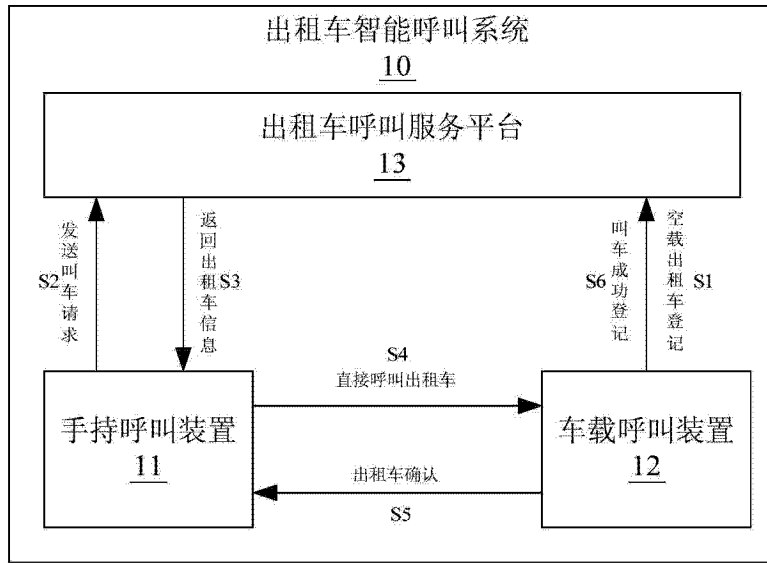 出租车智能呼叫系统
10
出租车呼叫服务平台
13
S2
发送叫车请求
返回出租车信息
S3
S6
叫车成功登记
空载出租车登记
S1
S4
直接呼叫出租车
手持呼叫装置
11
车载呼叫装置
12
出租车确认
S5